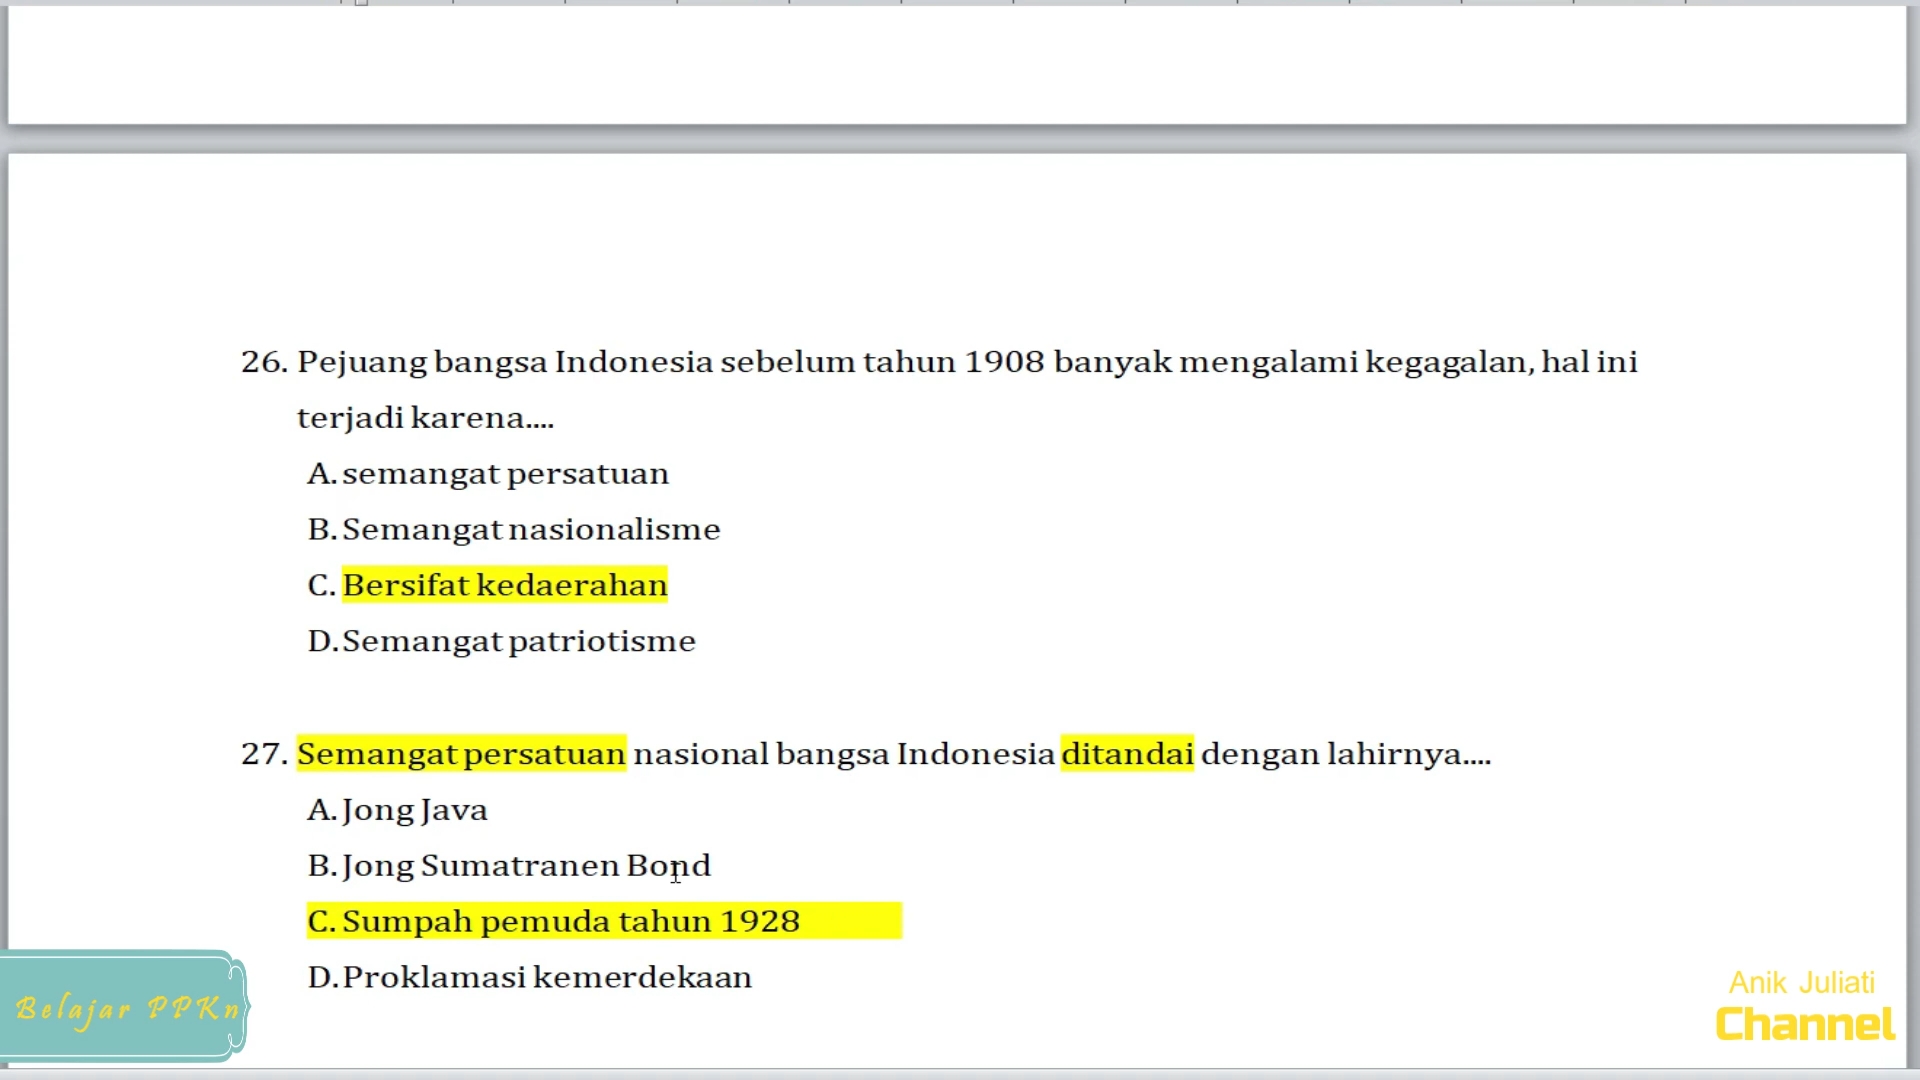 26. Pejuang bangsa Indonesia sebelum tahun 1908 banyak mengalami kegagalan, hal ini
terjadi karena....
A. semangat persatuan
B. Semangat nasionalisme
C. Bersifat kedaerahan
D. Semangat patriotisme
27. Semangat persatuan nasional bangsa Indonesia ditandai dengan lahirnya....
A. Jong Java
B. Jong Sumatranen Bond
C. Sumpah pemuda tahun 1928
D. Proklamasi kemerdekaan
Belajar PPKn
Anik Juliati
Channel